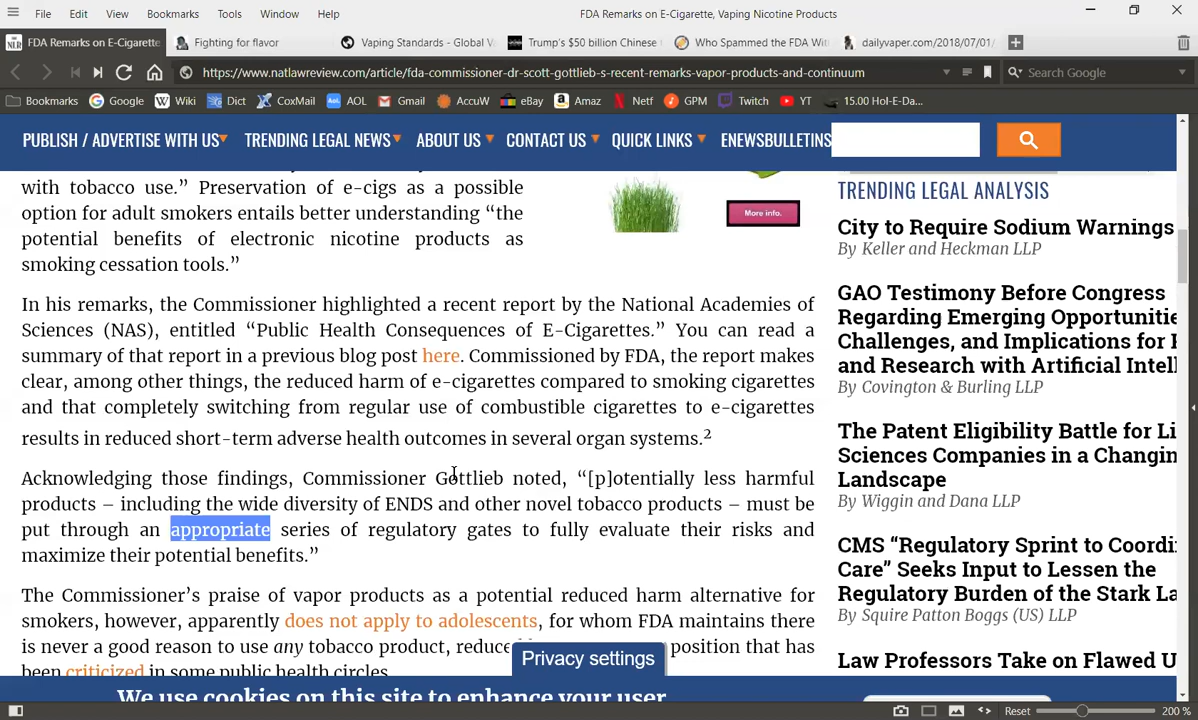 File Edit View Bookmarks Tools Window Help
FDA Remarks on E-Cigarette, Vaping Nicotine Products
FDA Remarks on E-Cigarette
Fighting for flavor
Vaping Standards - Global V
Trump's $50 billion Chinese
Who Spammed the FDA Wit
dailyvaper.com/2018/07/01/
https://www.natlawreview.com/article/fda-commissioner-dr-scott-gottlieb-s-recent-remarks-vapor-products-and-continuum
Search Google
Bookmarks Google Wiki Dict CoxMail AOL Gmail AccuW eBay Amaz Netf GPM Twitch YT 15.00 Hol-E-Da...
PUBLISH / ADVERTISE WITH US TRENDING LEGAL NEWS ABOUT US CONTACT US QUICK LINKS ENEWSBULLETINS
with tobacco use.” Preservation of e-cigs as a possible
option for adult smokers entails better understanding “the
potential benefits of electronic nicotine products as
smoking cessation tools.”
More info.
In his remarks, the Commissioner highlighted a recent report by the National Academies of
Sciences (NAS), entitled “Public Health Consequences of E-Cigarettes.” You can read a
summary of that report in a previous blog post here. Commissioned by FDA, the report makes
clear, among other things, the reduced harm of e-cigarettes compared to smoking cigarettes
and that completely switching from regular use of combustible cigarettes to e-cigarettes
results in reduced short-term adverse health outcomes in several organ systems.2
Acknowledging those findings, Commissioner Gottlieb noted, “[p]otentially less harmful
products – including the wide diversity of ENDS and other novel tobacco products – must be
put through an appropriate series of regulatory gates to fully evaluate their risks and
maximize their potential benefits.”
The Commissioner’s praise of vapor products as a potential reduced harm alternative for
smokers, however, apparently does not apply to adolescents, for whom FDA maintains there
is never a good reason to use any tobacco product, position that has
been criticized in some public health circles.
TRENDING LEGAL ANALYSIS
City to Require Sodium Warnings
By Keller and Heckman LLP
GAO Testimony Before Congress
Regarding Emerging Opportunitie
Challenges, and Implications for
and Research with Artificial Intell
By Covington & Burling LLP
The Patent Eligibility Battle for Li
Sciences Companies in a Changin
Landscape
By Wiggin and Dana LLP
CMS “Regulatory Sprint to Coordi
Care” Seeks Input to Lessen the
Regulatory Burden of the Stark La
By Squire Patton Boggs (US) LLP
Law Professors Take on Flawed U
Privacy settings
We use cookies on this site to enhance your user
Reset 200 %